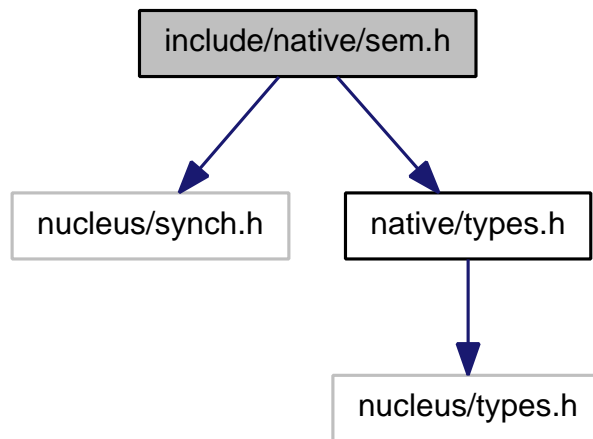 include/native/sem.h
nucleus/synch.h
native/types.h
nucleus/types.h